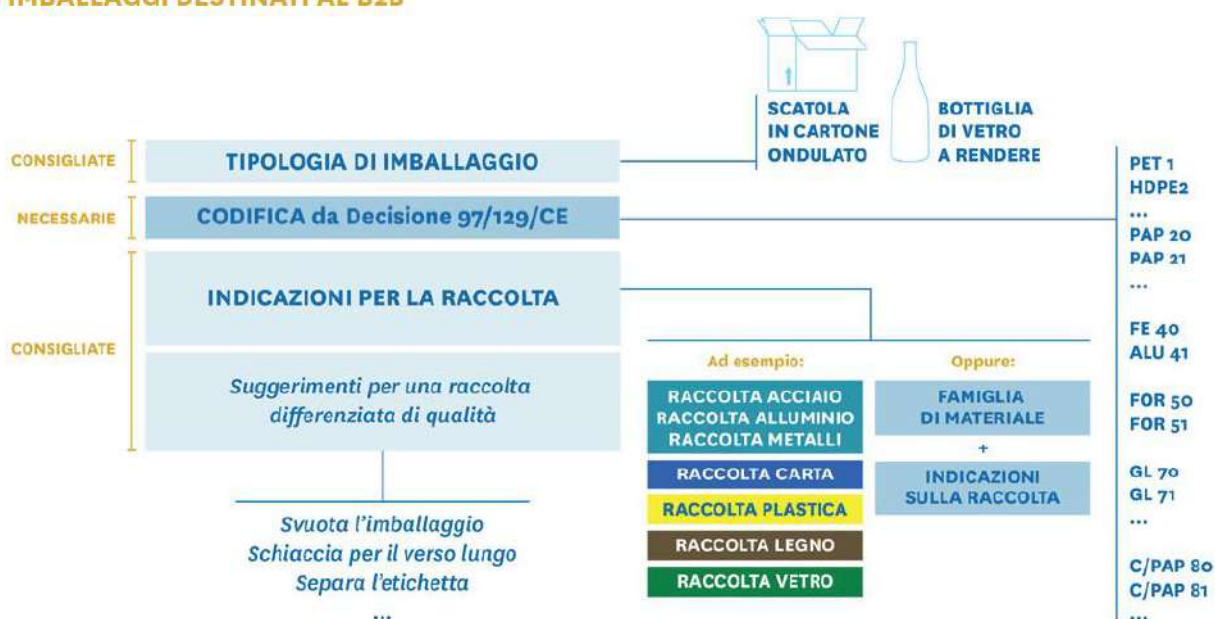 IMBALLAGGI DESTINATI AL B2B
SCATOLA
IN CARTONE
ONDULATO
BOTTIGLIA
DI VETRO
A RENDERE
CONSIGLIATE
TIPOLOGIA DI IMBALLAGGIO
NECESSARIE
CODIFICA da Decisione 97/129/CE
CONSIGLIATE
INDICAZIONI PER LA RACCOLTA
Suggerimenti per una raccolta
differenziata di qualità
Svuota l'imballaggio
Schiaccia per il verso lungo
Separa l'etichetta
...
Ad esempio:
RACCOLTA ACCIAIO
RACCOLTA ALLUMINIO
RACCOLTA METALLI
RACCOLTA CARTA
RACCOLTA PLASTICA
RACCOLTA LEGNO
RACCOLTA VETRO
Oppure:
FAMIGLIA
DI MATERIALE
+
INDICAZIONI
SULLA RACCOLTA
PET 1
HDPE2
...
PAP 20
PAP 21
...
FE 40
ALU 41
FOR 50
FOR 51
GL 70
GL 71
...
C/PAP 80
C/PAP 81
...